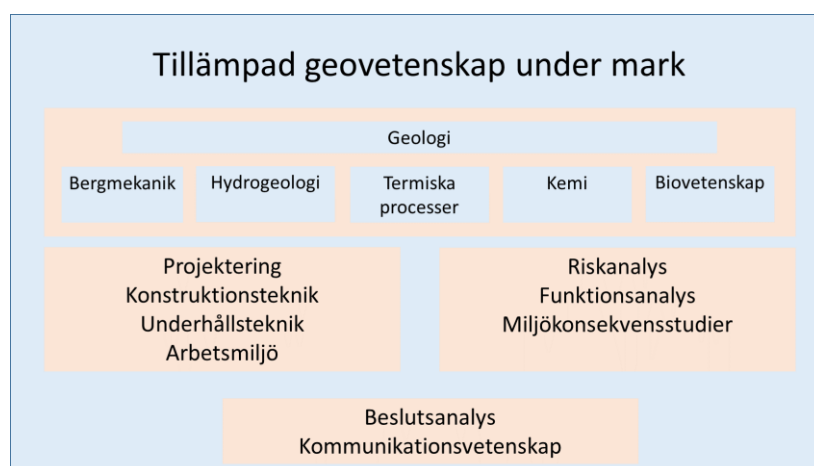 Tillämpad geovetenskap under mark
Geologi
Bergmekanik
Hydrogeologi
Termiska
processer
Kemi
Biovetenskap
Projektering
Konstruktionsteknik
Underhållsteknik
Arbetsmiljö
Riskanalys
Funktionsanalys
Miljökonsekvensstudier
Beslutsanalys
Kommunikationsvetenskap